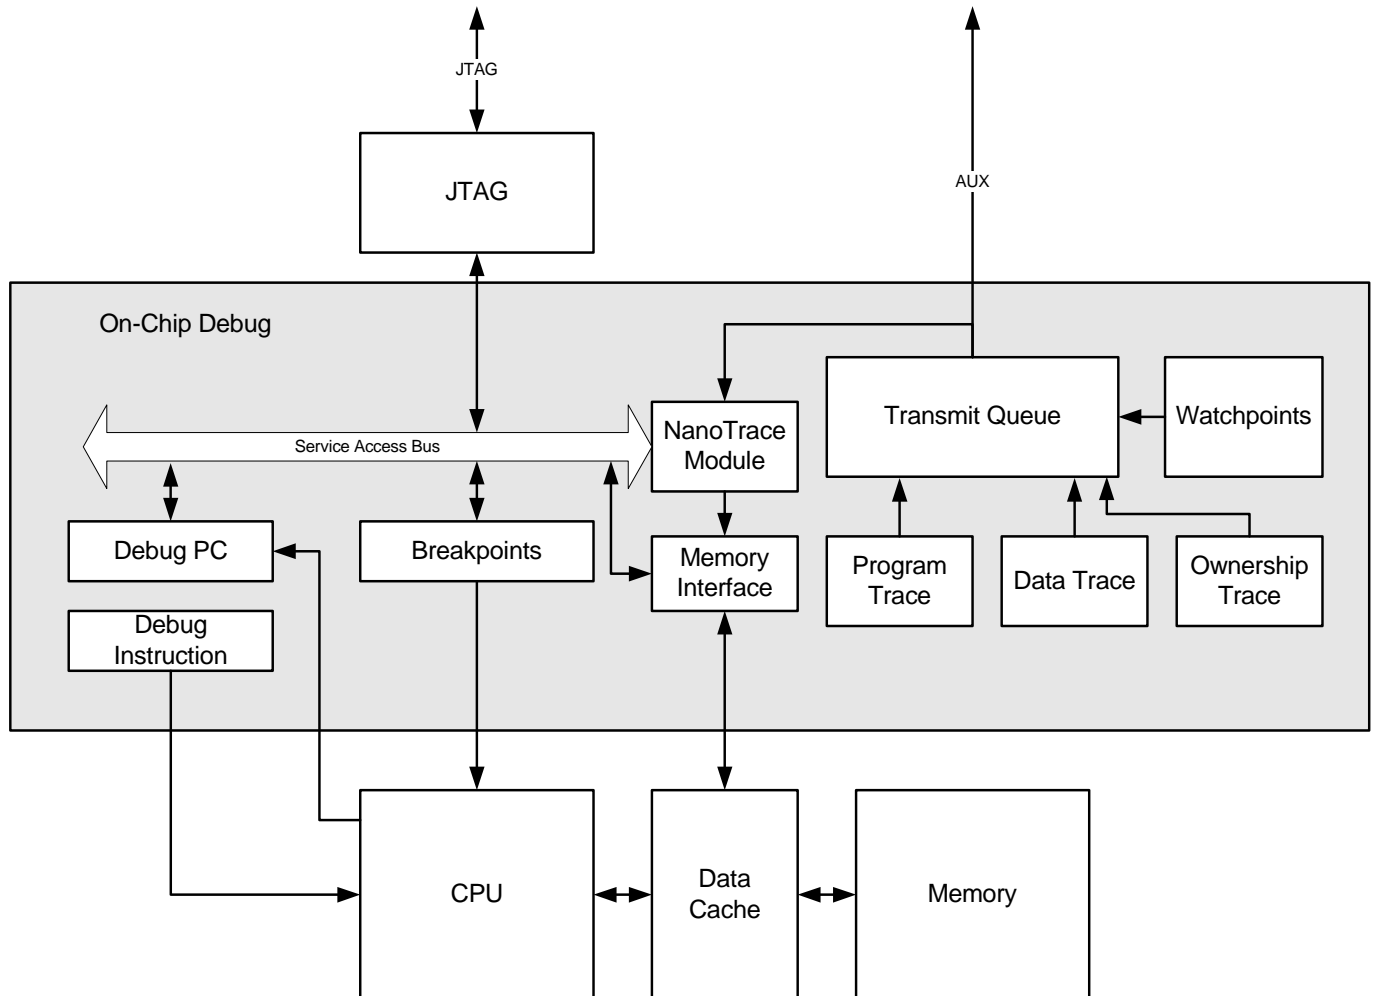 JTAG
JTAG
AUX
On-Chip Debug
Transmit Queue
Watchpoints
NanoTrace
Module
Service Access Bus
Debug PC
Breakpoints
Memory
Interface
Program
Trace
Data Trace
Ownership
Trace
Debug
Instruction
CPU
Data
Cache
Memory